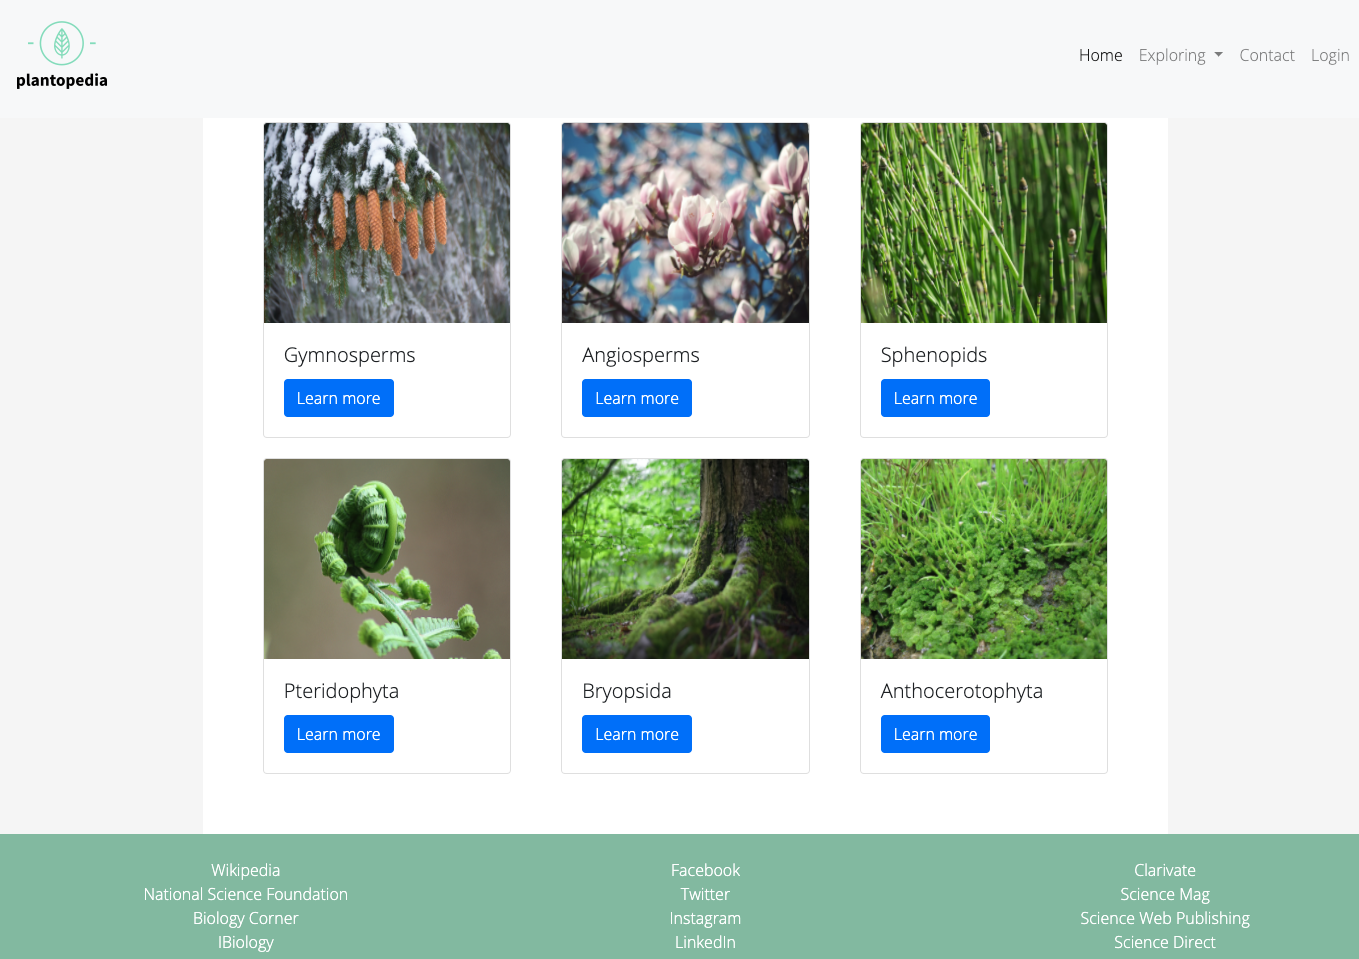 plantopedia
Home Exploring Contact Login
Gymnosperms
Learn more
Angiosperms
Learn more
Sphenopids
Learn more
Pteridophyta
Learn more
Bryopsida
Learn more
Anthocerotophyta
Learn more
Wikipedia
National Science Foundation
Biology Corner
IBiology
Facebook
Twitter
Instagram
LinkedIn
Clarivate
Science Mag
Science Web Publishing
Science Direct